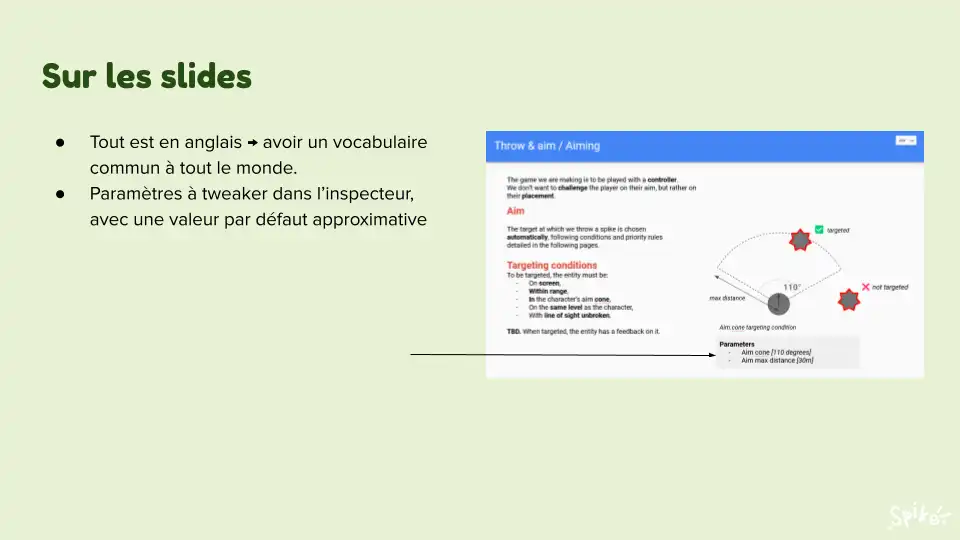 Sur les slides
● Tout est en anglais → avoir un vocabulaire
commun à tout le monde.
● Paramètres à tweaker dans l'inspecteur,
avec une valeur par défaut approximative
Throw & aim / Aiming
The game we are making is to be played with a controller.
We don't want to challenge the player on their aim, but rather on
their placement.
Aim
The target at which we throw a spike is chosen
automatically, following conditions and priority rules
detailed in the following pages.
Targeting conditions
To be targeted, the entity must be:
- On screen,
- Within range,
- In the character's aim cone,
- On the same level as the character,
- With line of sight unbroken.
TBD. When targeted, the entity has a feedback on it.
targeted
110°
not targeted
max distance
Aim cone targeting condition
Parameters
- Aim cone [110 degrees]
- Aim max distance [30m]